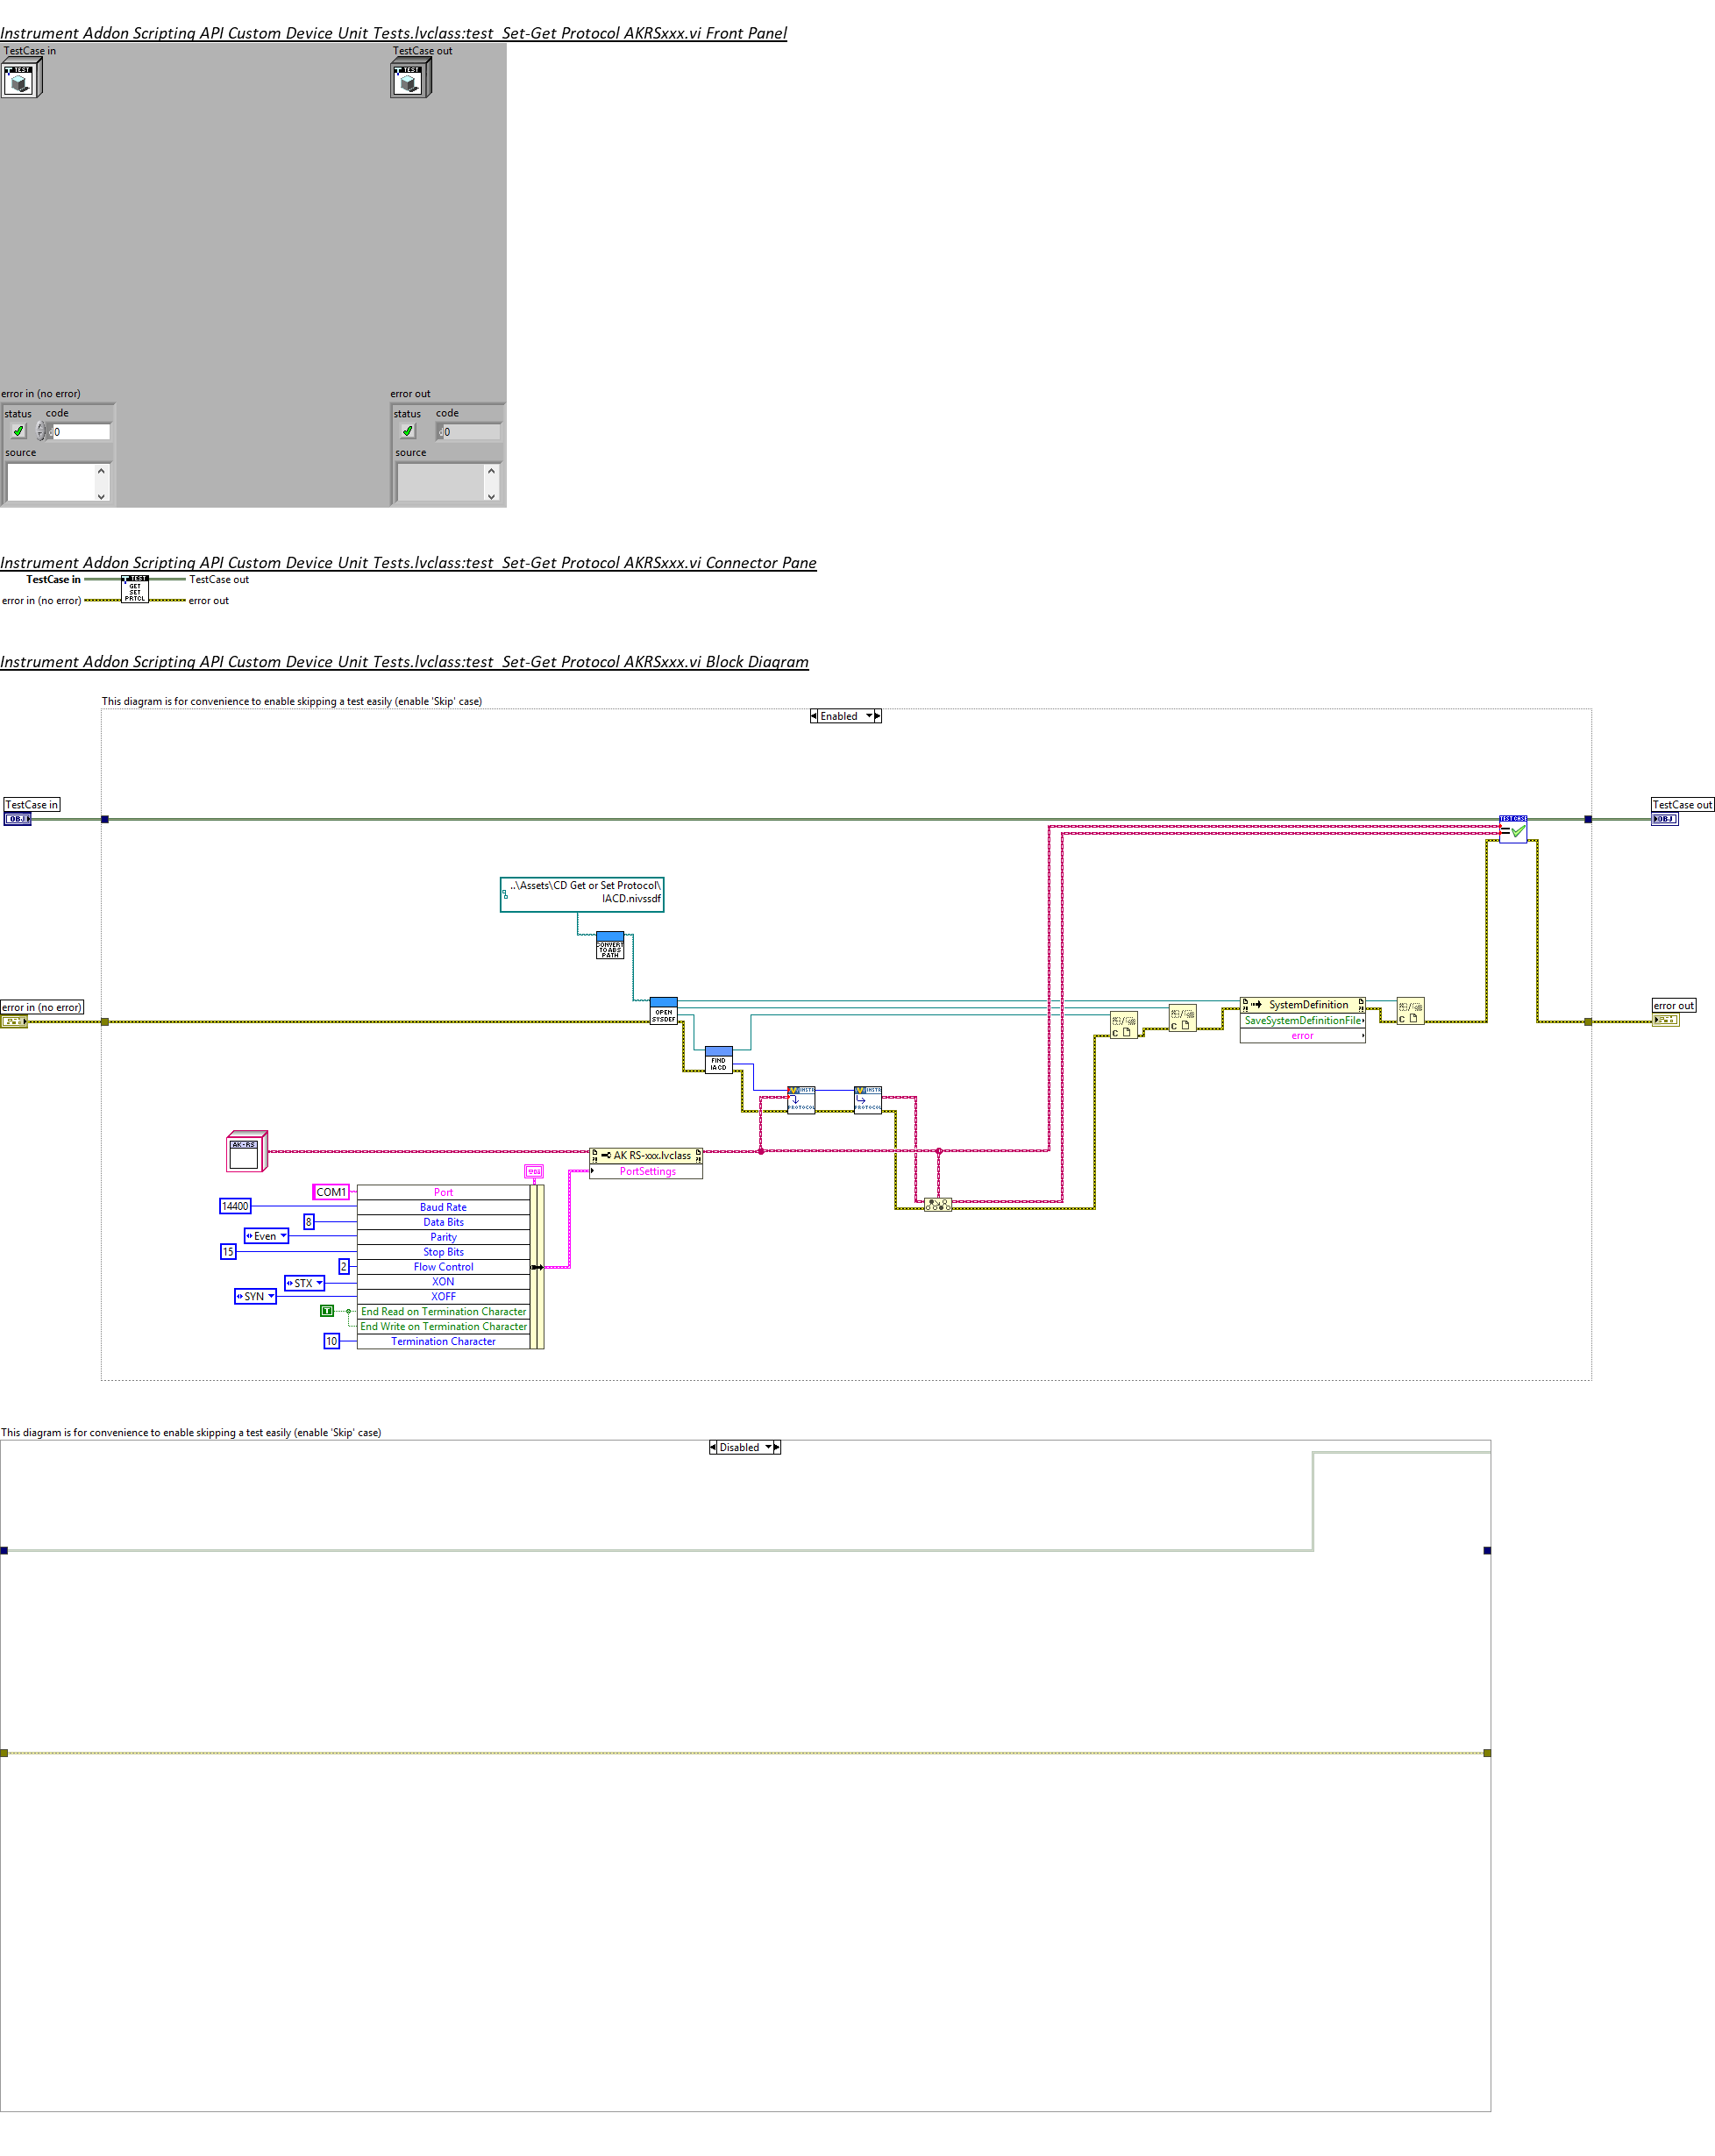 Instrument Addon Scripting API Custom Device Unit Tests.lvclass:test  Set-Get Protocol AKRSxxx.vi Front Panel
TestCase in
TestCase out
TEST
TEST
error in (no error)
error out
status
code
status
code
0
0
source
source
Instrument Addon Scripting API Custom Device Unit Tests.lvclass:test  Set-Get Protocol AKRSxxx.vi Connector Pane
TestCase in
TEST
GET
SET
PRTCL
TestCase out
error in (no error)
error out
Instrument Addon Scripting API Custom Device Unit Tests.lvclass:test  Set-Get Protocol AKRSxxx.vi Block Diagram
This diagram is for convenience to enable skipping a test easily (enable 'Skip' case)
Enabled
TestCase in
OBJ
TestCase out
OBJ
..\Assets\CD Get or Set Protocol\
IACD.nivssdf
CONVERT
TO ABS
PATH
error in (no error)
OPEN
SYSDEF
SystemDefinition
SaveSystemDefinitionFile
error
error out
FIND
IACD
INSTR
PROTOCOL
INSTR
PROTOCOL
AK-RS
AK RS-xxx.lvclass
PortSettings
COM1
Port
14400
Baud Rate
8
Data Bits
Even
Parity
15
Stop Bits
2
Flow Control
STX
XON
SYN
XOFF
T
End Read on Termination Character
End Write on Termination Character
10
Termination Character
This diagram is for convenience to enable skipping a test easily (enable 'Skip' case)
Disabled